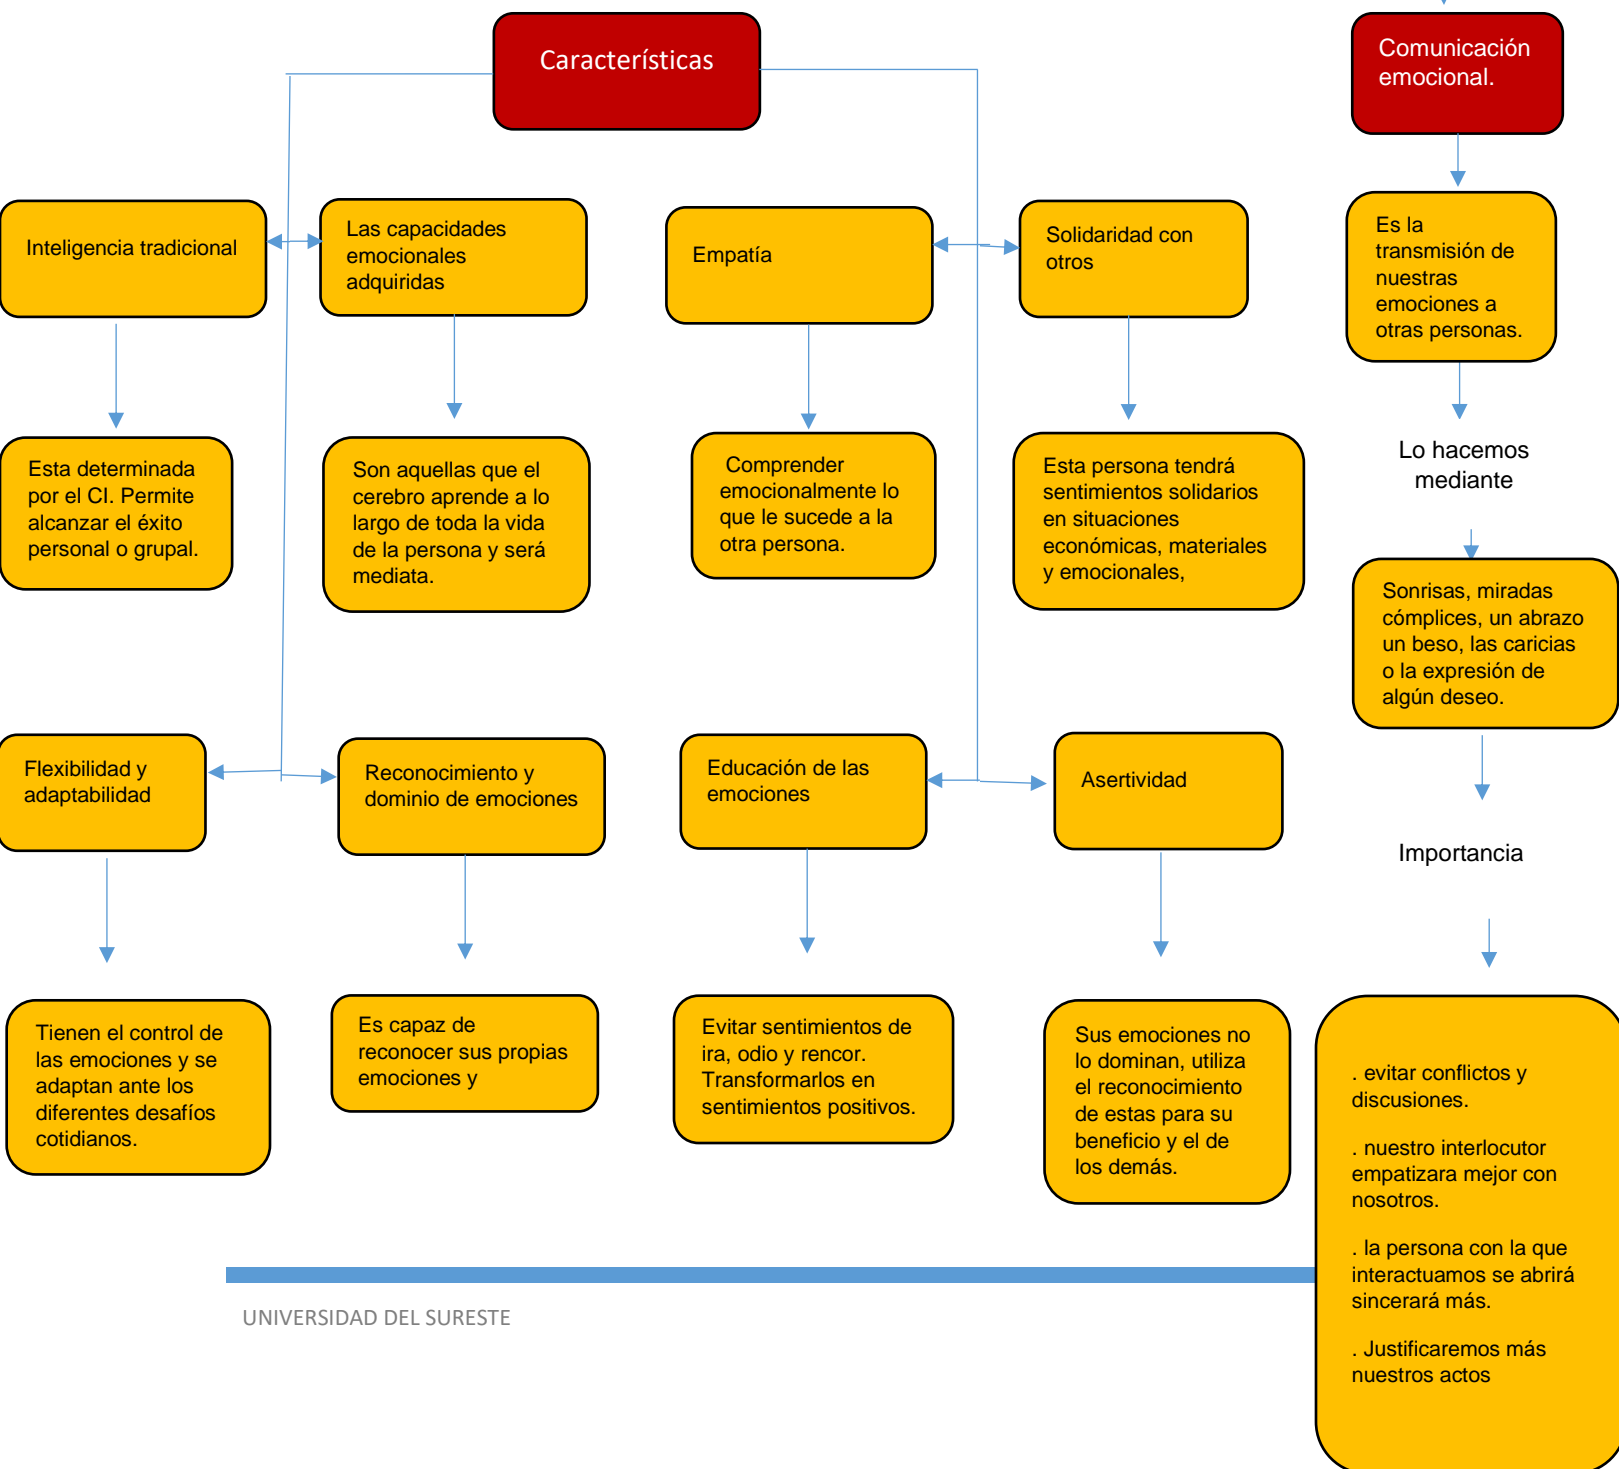 Característícas
Inteligencia tradicional
Las capacidades
emocionales
adquiridas
Empatía
Solidaridad con
otros
Esta determinada
por el CI. Permite
alcanzar el éxito
personal o grupal.
Son aquellas que el
cerebro aprende a lo
largo de toda la vida
de la persona y será
mediata.
Comprender
emocionalmente lo
que le sucede a la
otra persona.
Esta persona tendrá
sentimientos solidarios
en situaciones
económicas, materiales
y emocionales,
Flexibilidad y
adaptabilidad
Reconocimiento y
dominio de emociones
Educación de las
emociones
Asertividad
Tienen el control de
las emociones y se
adaptan ante los
diferentes desafíos
cotidianos.
Es capaz de
reconocer sus propias
emociones y
Evitar sentimientos de
ira, odio y rencor.
Transformarlos en
sentimientos positivos.
Sus emociones no
lo dominan, utiliza
el reconocimiento
de estas para su
beneficio y el de
los demás.
Comunicación
emocional.
Es la
transmisión de
nuestras
emociones a
otras personas.
Lo hacemos
mediante
Sonrisas, miradas
cómplices, un abrazo
un beso, las caricias
o la expresión de
algún deseo.
Importancia
. evitar conflictos y
discusiones.
. nuestro interlocutor
empatizara mejor con
nosotros.
. la persona con la que
interactuamos se abrirá
sincerará más.
. Justificaremos más
nuestros actos
UNIVERSIDAD DEL SURESTE